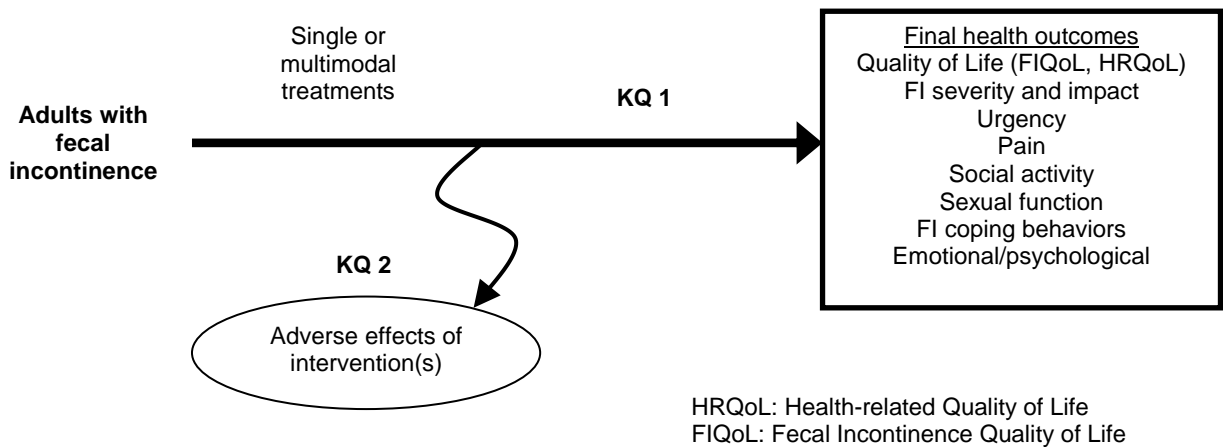 Adults with
fecal
incontinence
Single or
multimodal
treatments
KQ 1
KQ 2
Adverse effects of
intervention(s)
Final health outcomes
Quality of Life (FIQoL, HRQoL)
FI severity and impact
Urgency
Pain
Social activity
Sexual function
FI coping behaviors
Emotional/psychological
HRQoL: Health-related Quality of Life
FIQoL: Fecal Incontinence Quality of Life